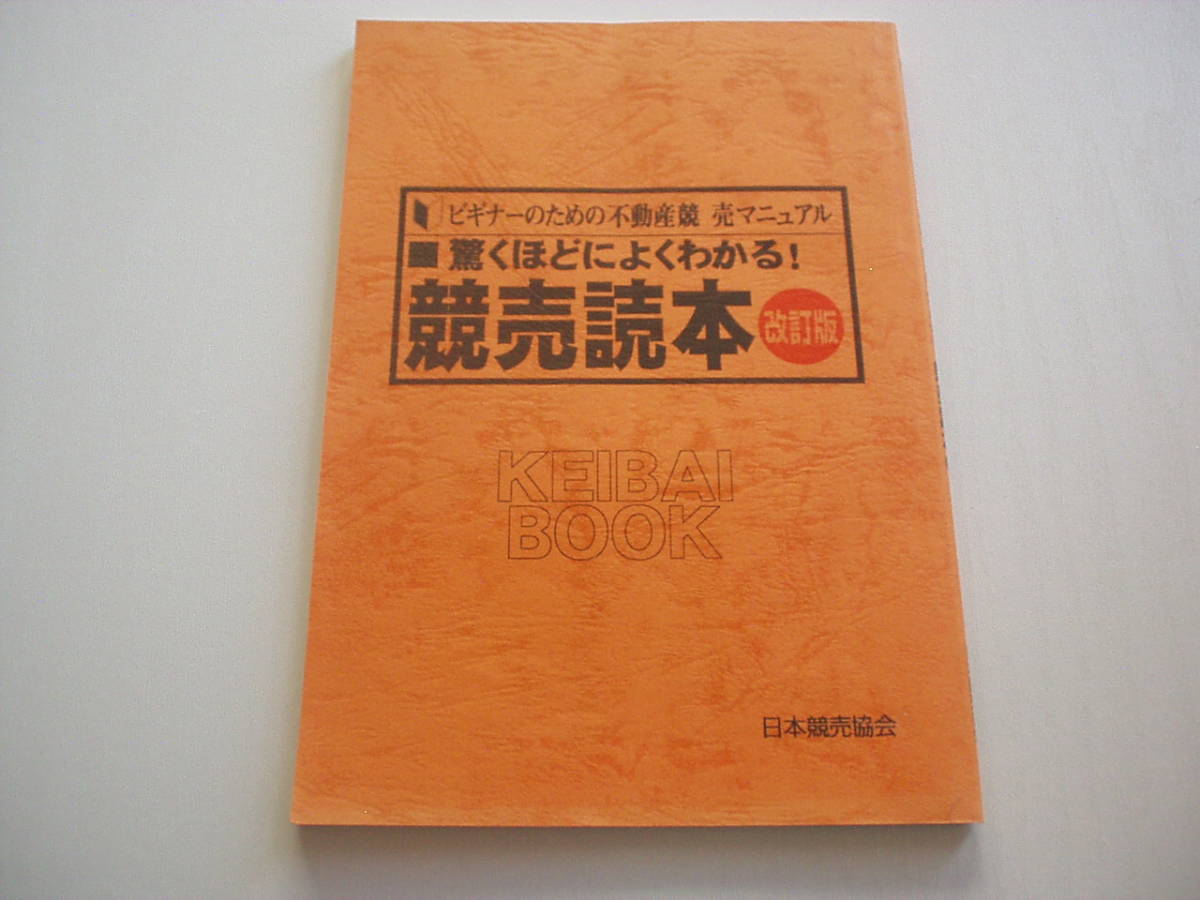 ビギナーのための不動産競 売マニュアル
■ 驚くほどによくわかる!
競売読本 改訂版
KEIBAI
BOOK
日本競売協会